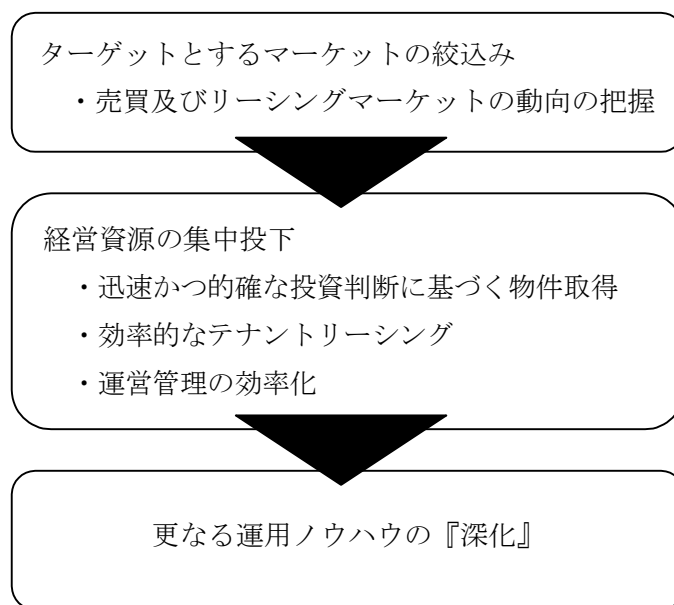 ターゲットとするマーケットの絞込み
・売買及びリーシングマーケットの動向の把握
経営資源の集中投下
・迅速かつ的確な投資判断に基づく物件取得
・効率的なテナントリーシング
・運営管理の効率化
更なる運用ノウハウの『深化』